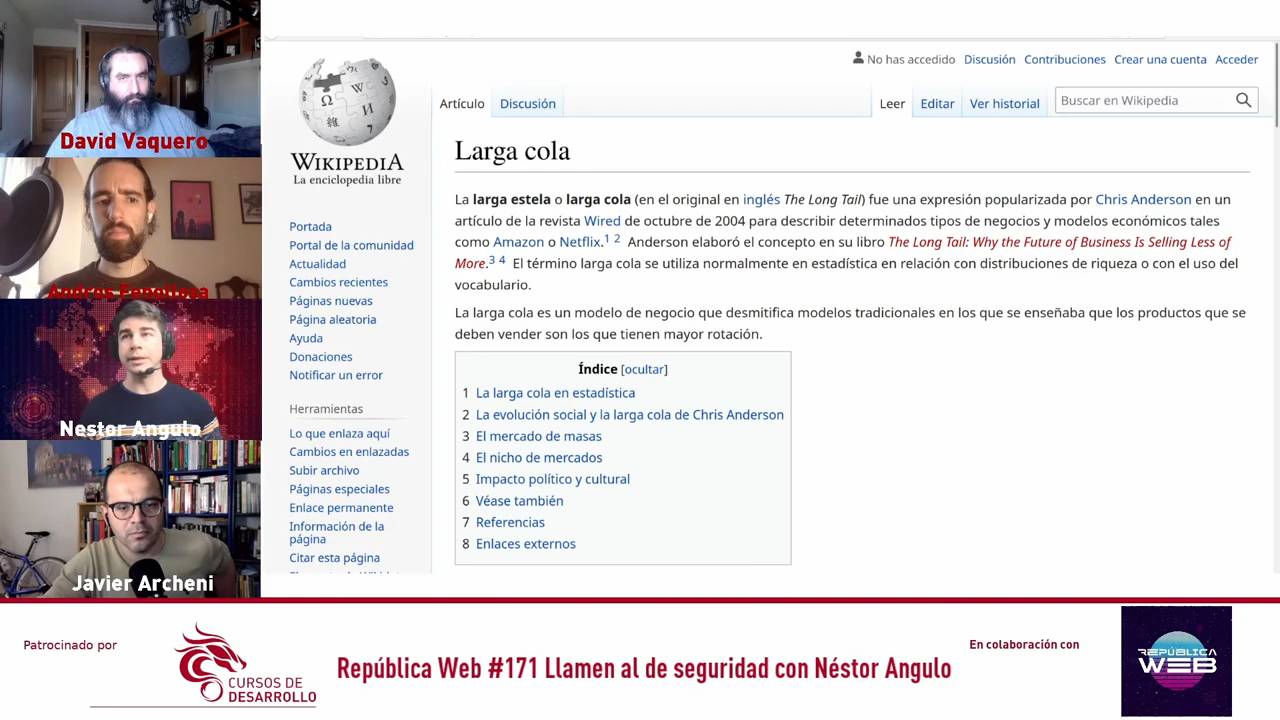 David Vaquero
Andres Fenollosa
Nestor Angulo
Javier Archeni
WIKIPEDIA
La enciclopedia libre
Portada
Portal de la comunidad
Actualidad
Cambios recientes
Páginas nuevas
Página aleatoria
Ayuda
Donaciones
Notificar un error
Herramientas
Lo que enlaza aquí
Cambios en enlazadas
Subir archivo
Páginas especiales
Enlace permanente
Información de la
página
Citar esta página
No has accedido Discusión Contribuciones Crear una cuenta Acceder
Artículo Discusión Leer Editar Ver historial Buscar en Wikipedia
Larga cola
La larga estela o larga cola (en el original en inglés The Long Tail) fue una expresión popularizada por Chris Anderson en un
artículo de la revista Wired de octubre de 2004 para describir determinados tipos de negocios y modelos económicos tales
como Amazon o Netflix.1 2 Anderson elaboró el concepto en su libro The Long Tail: Why the Future of Business Is Selling Less of
More.3 4 El término larga cola se utiliza normalmente en estadística en relación con distribuciones de riqueza o con el uso del
vocabulario.
La larga cola es un modelo de negocio que desmitifica modelos tradicionales en los que se enseñaba que los productos que se
deben vender son los que tienen mayor rotación.
Índice [ocultar]
1 La larga cola en estadística
2 La evolución social y la larga cola de Chris Anderson
3 El mercado de masas
4 El nicho de mercados
5 Impacto político y cultural
6 Véase también
7 Referencias
8 Enlaces externos
Patrocinado por
CURSOS DE
DESARROLLO
República Web #171 Llamen al de seguridad con Néstor Angulo
En colaboración con
REPÚBLICA
WEB